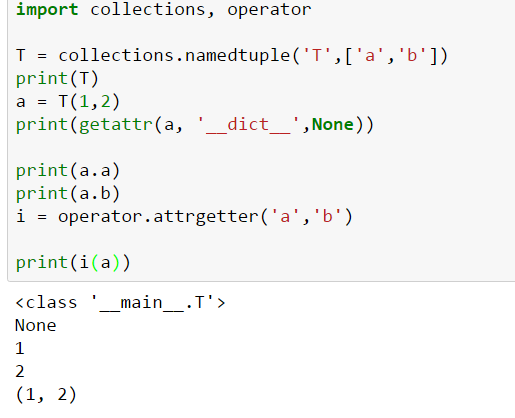 import collections, operator
T = collections.namedtuple('T',['a','b'])
print(T)
a = T(1,2)
print(getattr(a, '__dict__',None))
print(a.a)
print(a.b)
i = operator.attrgetter('a','b')
print(i(a))
<class '__main__.T'>
None
1
2
(1, 2)